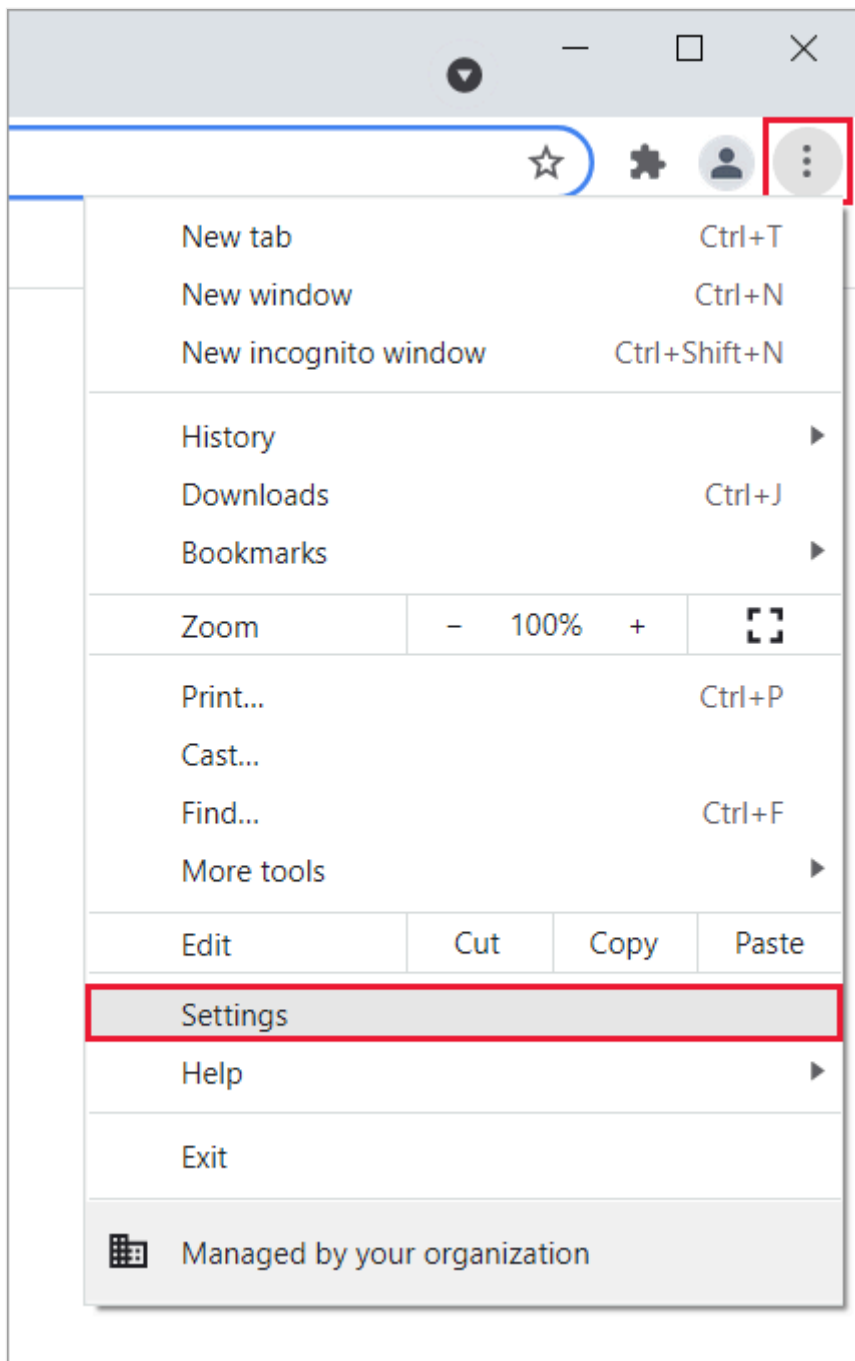 New tab Ctrl+T
New window Ctrl+N
New incognito window Ctrl+Shift+N
History
Downloads Ctrl+J
Bookmarks
Zoom - 100% +
Print... Ctrl+P
Cast...
Find... Ctrl+F
More tools
Edit Cut Copy Paste
Settings
Help
Exit
Managed by your organization